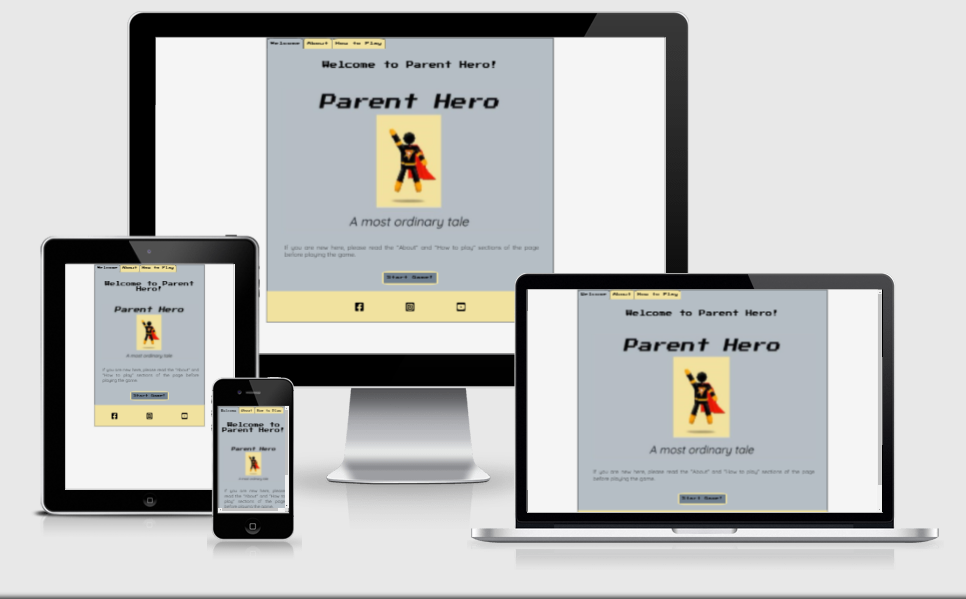 Welcome About How to Play
Welcome to Parent Hero!
Parent Hero
A most ordinary tale
If you are new here, please read the "About" and "How to play" sections of the page
before playing the game.
Start Game!
Welcome About How to Play
Welcome to Parent
Hero!
Parent Hero
A most ordinary tale
If you are new here, please read the "About" and
"How to play" sections of the page before
playing the game.
Start Game!
Welcome About How to Play
Welcome to
Parent Hero!
Parent Hero
A most ordinary tale
If you are new here, please
read the "About" and "How to
play" sections of the page
before playing the game.
Welcome About How to Play
Welcome to Parent Hero!
Parent Hero
A most ordinary tale
If you are new here, please read the "About" and "How to play" sections of the page
before playing the game.
Start Game!